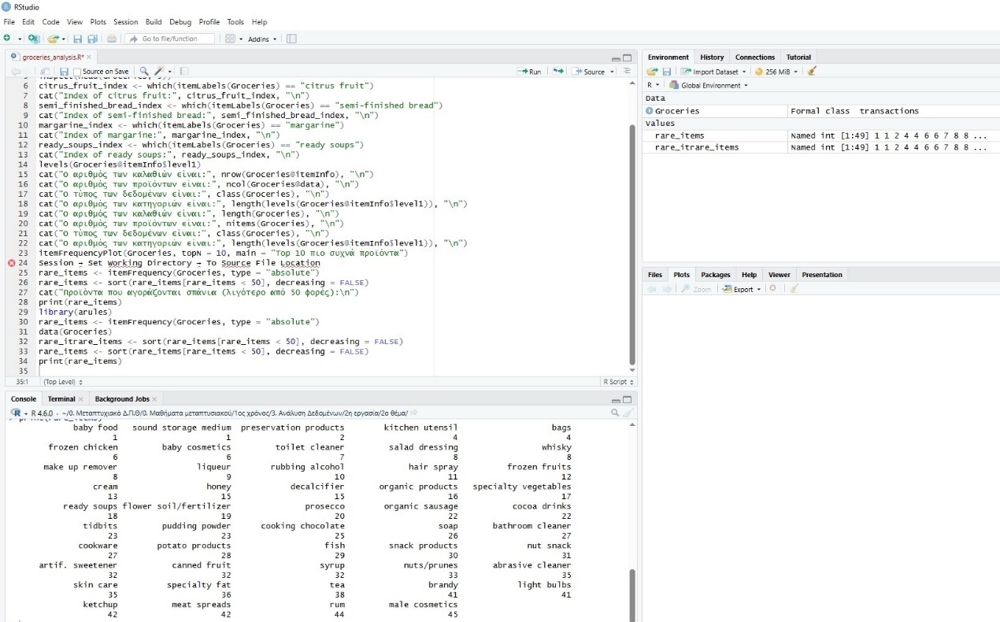 RStudio
File Edit Code View Plots Session Build Debug Profile Tools Help
Go to file/function Addins
groceries_analysis.R*
Source on Save Run Source
6 citrus_fruit_index <- which(itemLabels(Groceries) == "citrus fruit")
7 cat("Index of citrus fruit:", citrus_fruit_index, "\n")
8 semi_finished_bread_index <- which(itemLabels(Groceries) == "semi-finished bread")
9 cat("Index of semi-finished bread:", semi_finished_bread_index, "\n")
10 margarine_index <- which(itemLabels(Groceries) == "margarine")
11 cat("Index of margarine:", margarine_index, "\n")
12 ready_soups_index <- which(itemLabels(Groceries) == "ready soups")
13 cat("Index of ready soups:", ready_soups_index, "\n")
14 levels(Groceries@itemInfo$level1)
15 cat("Ο αριθμός των καλαθιών είναι:", nrow(Groceries@itemInfo), "\n")
16 cat("Ο αριθμός των προϊόντων είναι:", ncol(Groceries@data), "\n")
17 cat("Ο τύπος των δεδομένων είναι:", class(Groceries), "\n")
18 cat("Ο αριθμός των κατηγοριών είναι:", length(levels(Groceries@itemInfo$level1)), "\n")
19 cat("Ο αριθμός των καλαθιών είναι:", length(Groceries), "\n")
20 cat("Ο αριθμός των προϊόντων είναι:", nitems(Groceries), "\n")
21 cat("Ο τύπος των δεδομένων είναι:", class(Groceries), "\n")
22 cat("Ο αριθμός των κατηγοριών είναι:", length(levels(Groceries@itemInfo$level1)), "\n")
23 itemFrequencyPlot(Groceries, topN = 10, main = "Top 10 πιο συχνά προϊόντα")
24 Session → Set Working Directory → To Source File Location
25 rare_items <- itemFrequency(Groceries, type = "absolute")
26 rare_items <- sort(rare_items[rare_items < 50], decreasing = FALSE)
27 cat("Προϊόντα που αγοράζονται σπάνια (λιγότερο από 50 φορές):\n")
28 print(rare_items)
29 library(arules)
30 rare_items <- itemFrequency(Groceries, type = "absolute")
31 data(Groceries)
32 rare_itrare_items <- sort(rare_items[rare_items < 50], decreasing = FALSE)
33 rare_items <- sort(rare_items[rare_items < 50], decreasing = FALSE)
34 print(rare_items)
35
35:1 (Top Level) R Script
Console Terminal Background Jobs
R 4.6.0 · ~/0. Μεταπτυχιακό Δ.Π.Θ/0. Μαθήματα μεταπτυσιακού/1ος χρόνος/3. Ανάλυση Δεδομένων/2η εργασία/2ο θέμα/
> print(rare_items)
baby food sound storage medium preservation products kitchen utensil bags
1 1 2 4 4
frozen chicken baby cosmetics toilet cleaner salad dressing whisky
6 6 7 8 8
make up remover liqueur rubbing alcohol hair spray frozen fruits
8 9 10 11 12
cream honey decalcifier organic products specialty vegetables
13 15 15 16 17
ready soups flower soil/fertilizer prosecco organic sausage cocoa drinks
18 19 20 22 22
tidbits pudding powder cooking chocolate soap bathroom cleaner
23 23 25 26 27
cookware potato products fish snack products nut snack
27 28 29 30 31
artif. sweetener canned fruit syrup nuts/prunes abrasive cleaner
32 32 32 33 35
skin care specialty fat tea brandy light bulbs
35 36 38 41 41
ketchup meat spreads rum male cosmetics
42 42 44 45
Environment History Connections Tutorial
Import Dataset 256 MiB
R Global Environment
Data
Groceries Formal class transactions
Values
rare_items Named int [1:49] 1 1 2 4 4 6 6 7 8 8 ...
rare_itrare_items Named int [1:49] 1 1 2 4 4 6 6 7 8 8 ...
Files Plots Packages Help Viewer Presentation
Zoom Export